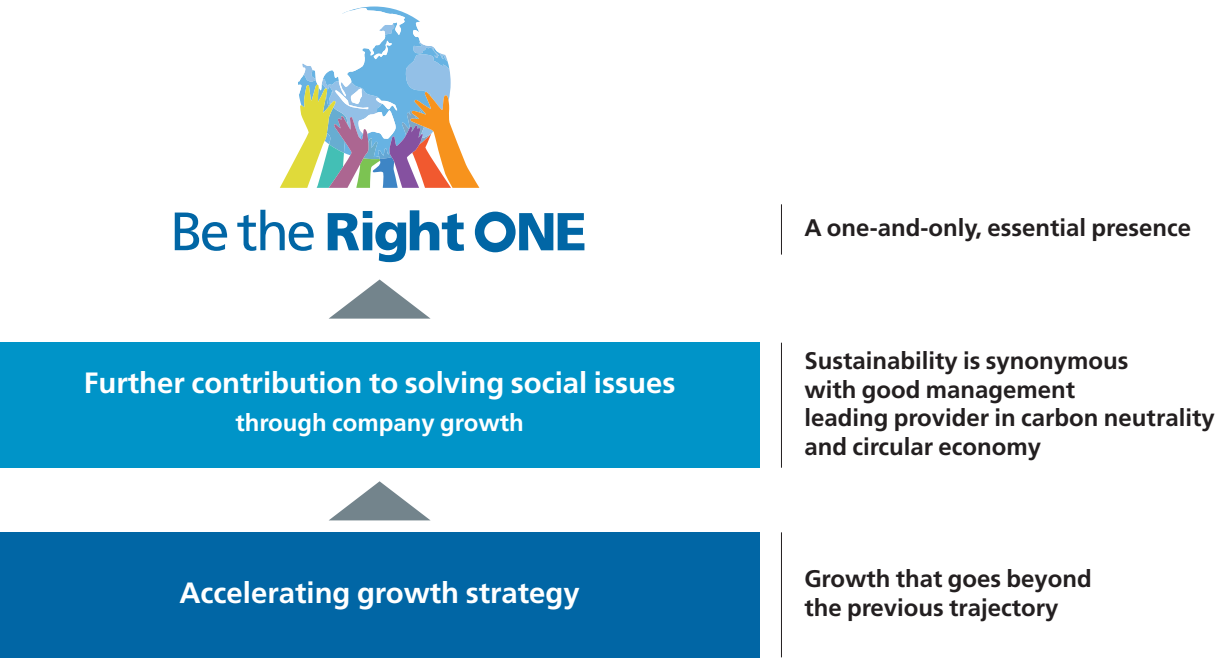 Be the Right ONE
A one-and-only, essential presence
Further contribution to solving social issues
through company growth
Sustainability is synonymous
with good management
leading provider in carbon neutrality
and circular economy
Accelerating growth strategy
Growth that goes beyond
the previous trajectory